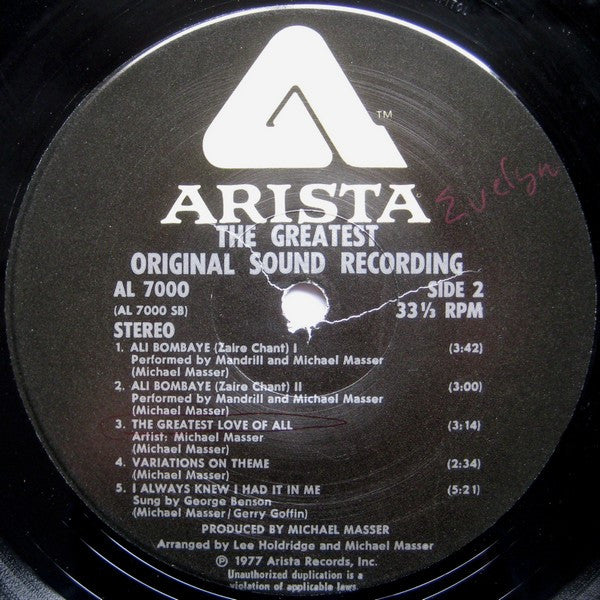 TM
ARISTA
Evelyn
THE GREATEST
ORIGINAL SOUND RECORDING
AL 7000 SIDE 2
(AL 7000 SB) 33⅓ RPM
STEREO
1. ALI BOMBAYE (Zaire Chant) I (3:42)
Performed by Mandrill and Michael Masser
(Michael Masser)
2. ALI BOMBAYE (Zaire Chant) II (3:00)
Performed by Mandrill and Michael Masser
(Michael Masser)
3. THE GREATEST LOVE OF ALL (3:14)
Artist: Michael Masser
(Michael Masser)
4. VARIATIONS ON THEME (2:34)
(Michael Masser)
5. I ALWAYS KNEW I HAD IT IN ME (5:21)
Sung by George Benson
(Michael Masser/Gerry Goffin)
PRODUCED BY MICHAEL MASSER
Arranged by Lee Holdridge and Michael Masser
℗ 1977 Arista Records, Inc.
Unauthorized duplication is a
violation of applicable laws.